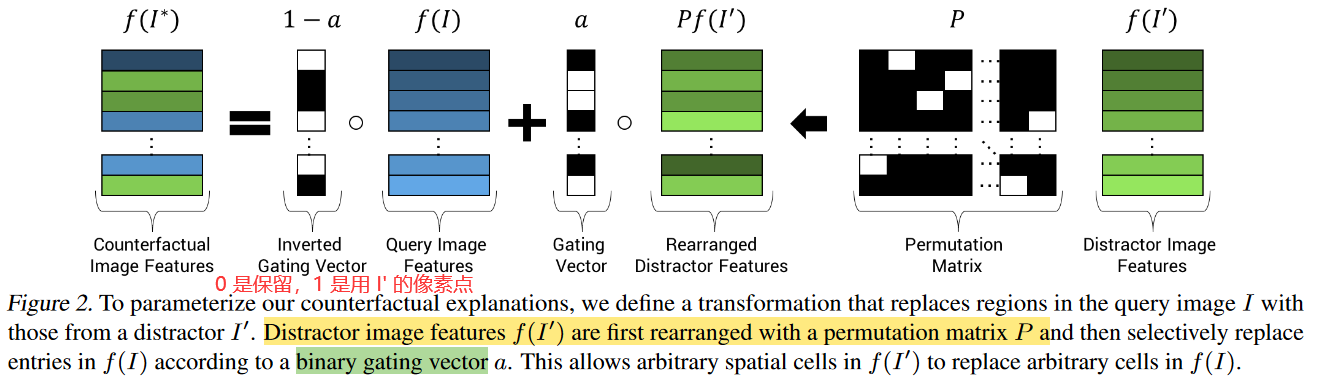 f(I*) 1 − a f(I) a Pf(I′) P f(I′)
= ∘ + ∘
Counterfactual Image Features
Inverted Gating Vector
Query Image Features
Gating Vector
Rearranged Distractor Features
Permutation Matrix
Distractor Image Features
0 是保留，1 是用 I' 的像素点
Figure 2. To parameterize our counterfactual explanations, we define a transformation that replaces regions in the query image I with
those from a distractor I′. Distractor image features f(I′) are first rearranged with a permutation matrix P and then selectively replace
entries in f(I) according to a binary gating vector a. This allows arbitrary spatial cells in f(I′) to replace arbitrary cells in f(I).